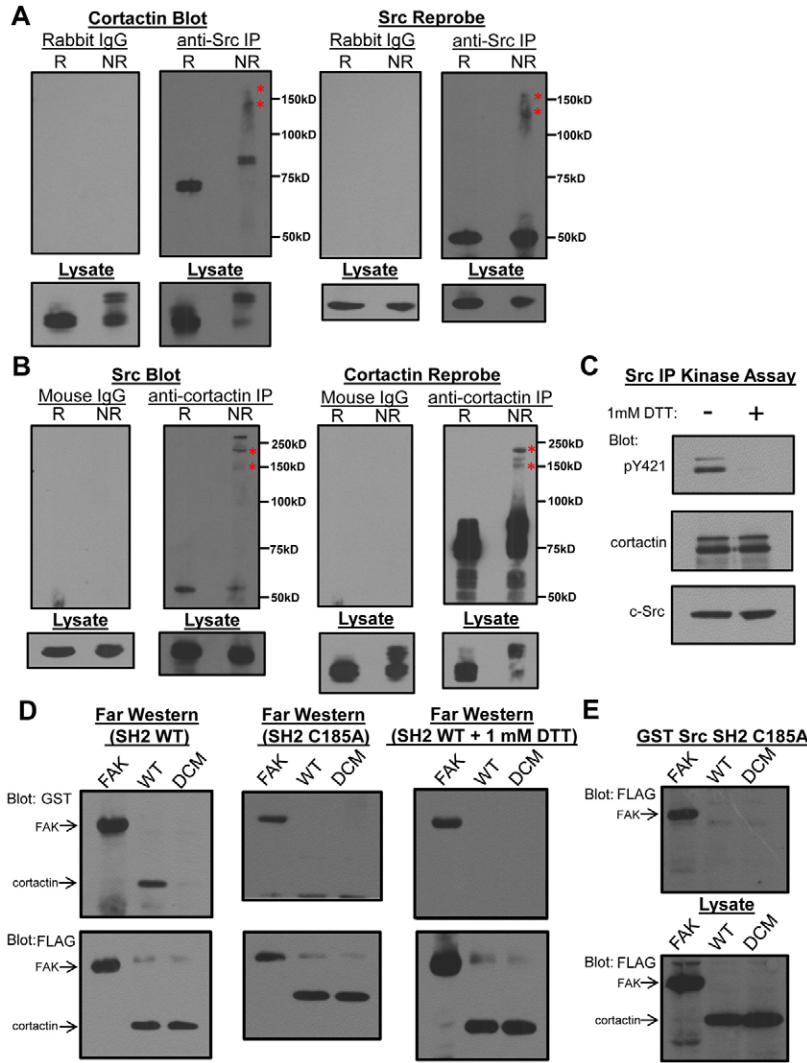 A
Cortactin Blot
Src Reprobe
Rabbit IgG
anti-Src IP
Rabbit IgG
anti-Src IP
R NR
R NR
R NR
R NR
*
*
150kD
100kD
75kD
50kD
*
*
150kD
100kD
75kD
50kD
Lysate
Lysate
Lysate
Lysate
B
Src Blot
Cortactin Reprobe
Mouse IgG
anti-cortactin IP
Mouse IgG
anti-cortactin IP
R NR
R NR
R NR
R NR
*
*
250kD
150kD
100kD
75kD
50kD
*
*
250kD
150kD
100kD
75kD
50kD
Lysate
Lysate
Lysate
Lysate
C
Src IP Kinase Assay
1mM DTT: - +
Blot:
pY421
cortactin
c-Src
D
Far Western
(SH2 WT)
Far Western
(SH2 C185A)
Far Western
(SH2 WT + 1 mM DTT)
FAK WT DCM
FAK WT DCM
FAK WT DCM
Blot: GST
FAK→
cortactin→
Blot:FLAG
FAK→
cortactin→
E
GST Src SH2 C185A
FAK WT DCM
Blot: FLAG
FAK→
Lysate
FAK WT DCM
Blot: FLAG
FAK→
cortactin→